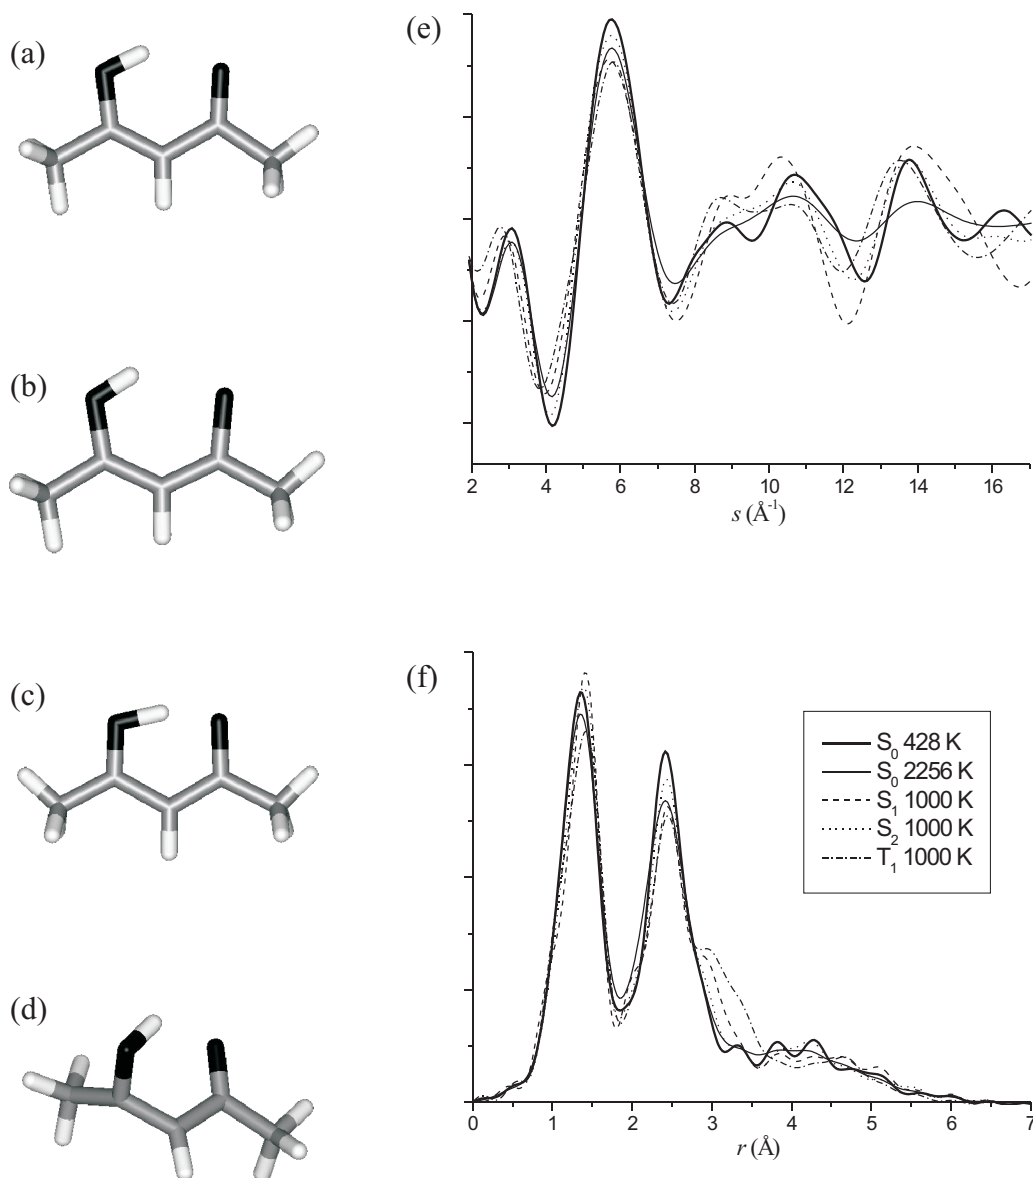 (a)
(b)
(c)
(d)
(e)
2 4 6 8 10 12 14 16
s (Å⁻¹)
(f)
S₀ 428 K
S₀ 2256 K
S₁ 1000 K
S₂ 1000 K
T₁ 1000 K
0 1 2 3 4 5 6 7
r (Å)